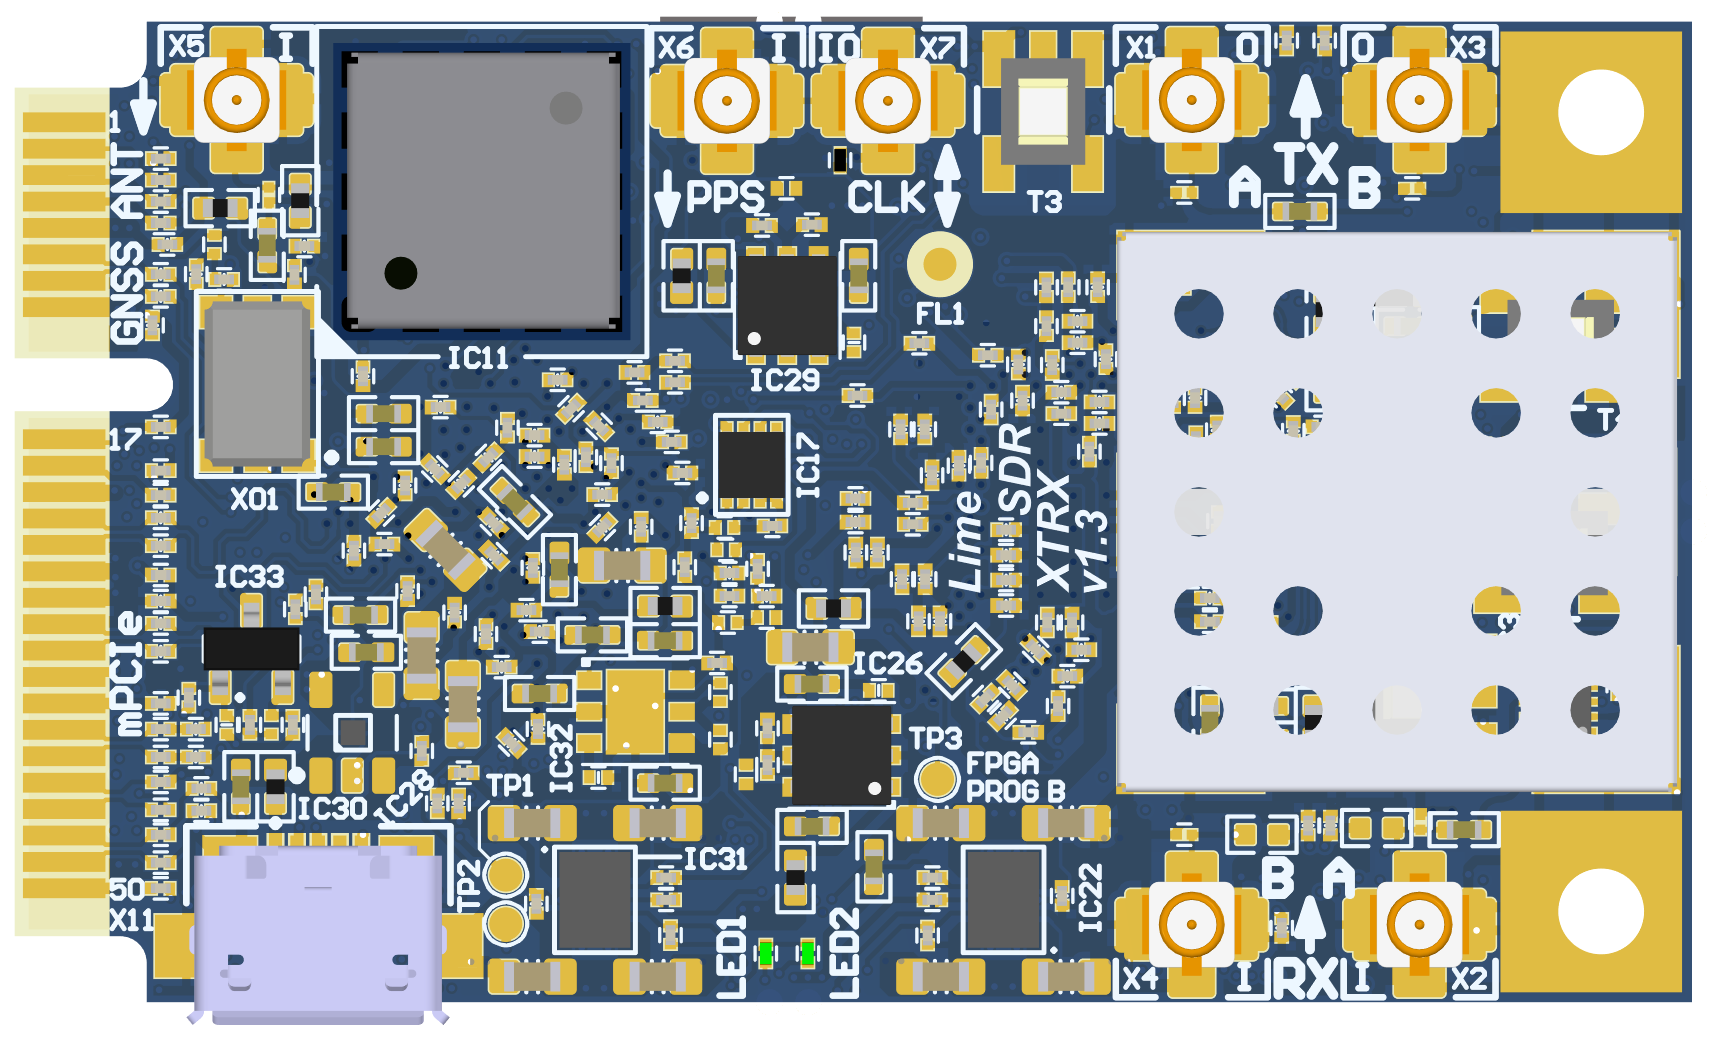 X5
I
X6
I
IO
X7
X1
O
O
X3
1
TX
A
B
PPS
CLK
T3
GNSS ANT
FL1
IC11
IC29
17
IC17
XO1
Lime
SDR
XTRX
v1.3
IC33
mPCIe
IC26
IC32
TP3
FPGA
PROG B
TP1
IC30
IC28
IC31
TP2
IC22
50
X11
B
A
LED1
LED2
X4
I
RX
I
X2